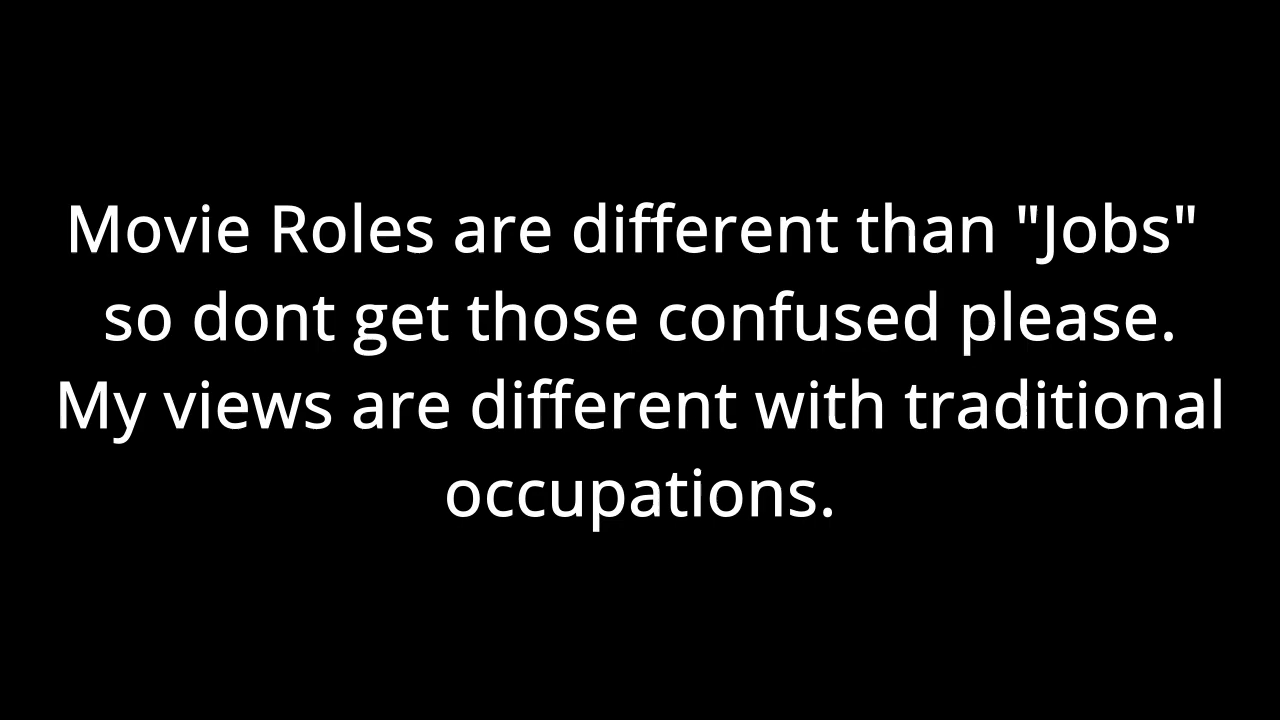 Movie Roles are different than "Jobs"
so dont get those confused please.
My views are different with traditional
occupations.